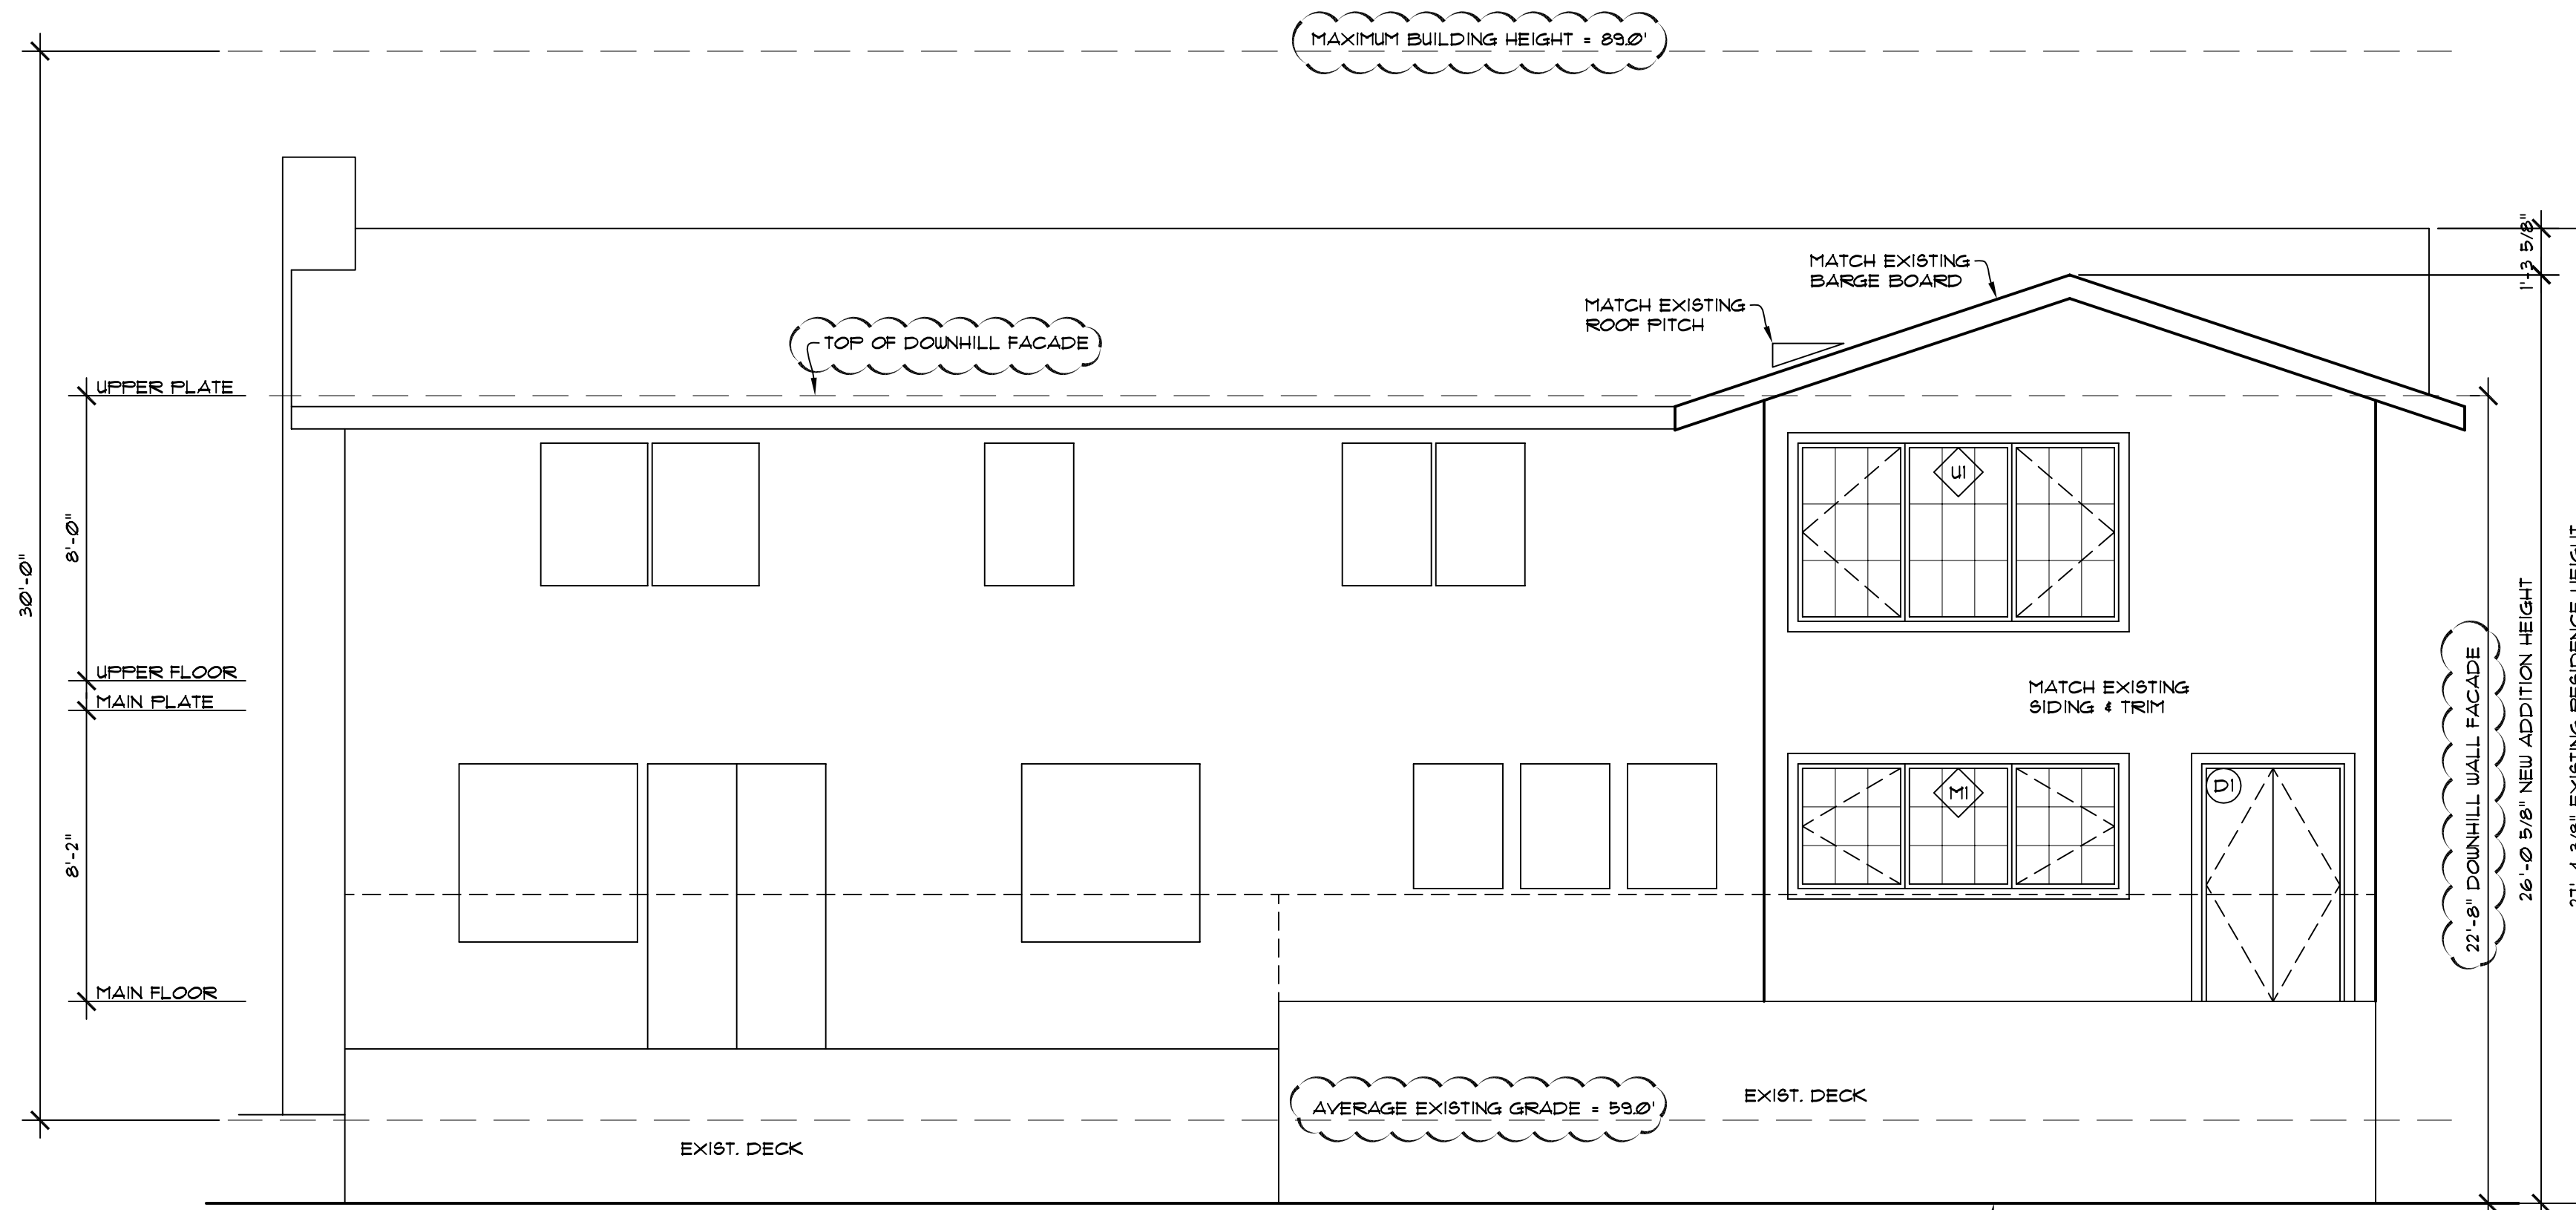 MAXIMUM BUILDING HEIGHT = 89.0'
1'-3 5/8"
MATCH EXISTING
BARGE BOARD
MATCH EXISTING
ROOF PITCH
TOP OF DOWNHILL FACADE
UPPER PLATE
U1
8'-0"
30'-0"
UPPER FLOOR
MAIN PLATE
MATCH EXISTING
SIDING & TRIM
M1
D1
8'-2"
22'-8" DOWNHILL WALL FACADE
26'-0 5/8" NEW ADDITION HEIGHT
MAIN FLOOR
EXIST. DECK
AVERAGE EXISTING GRADE = 59.0'
EXIST. DECK